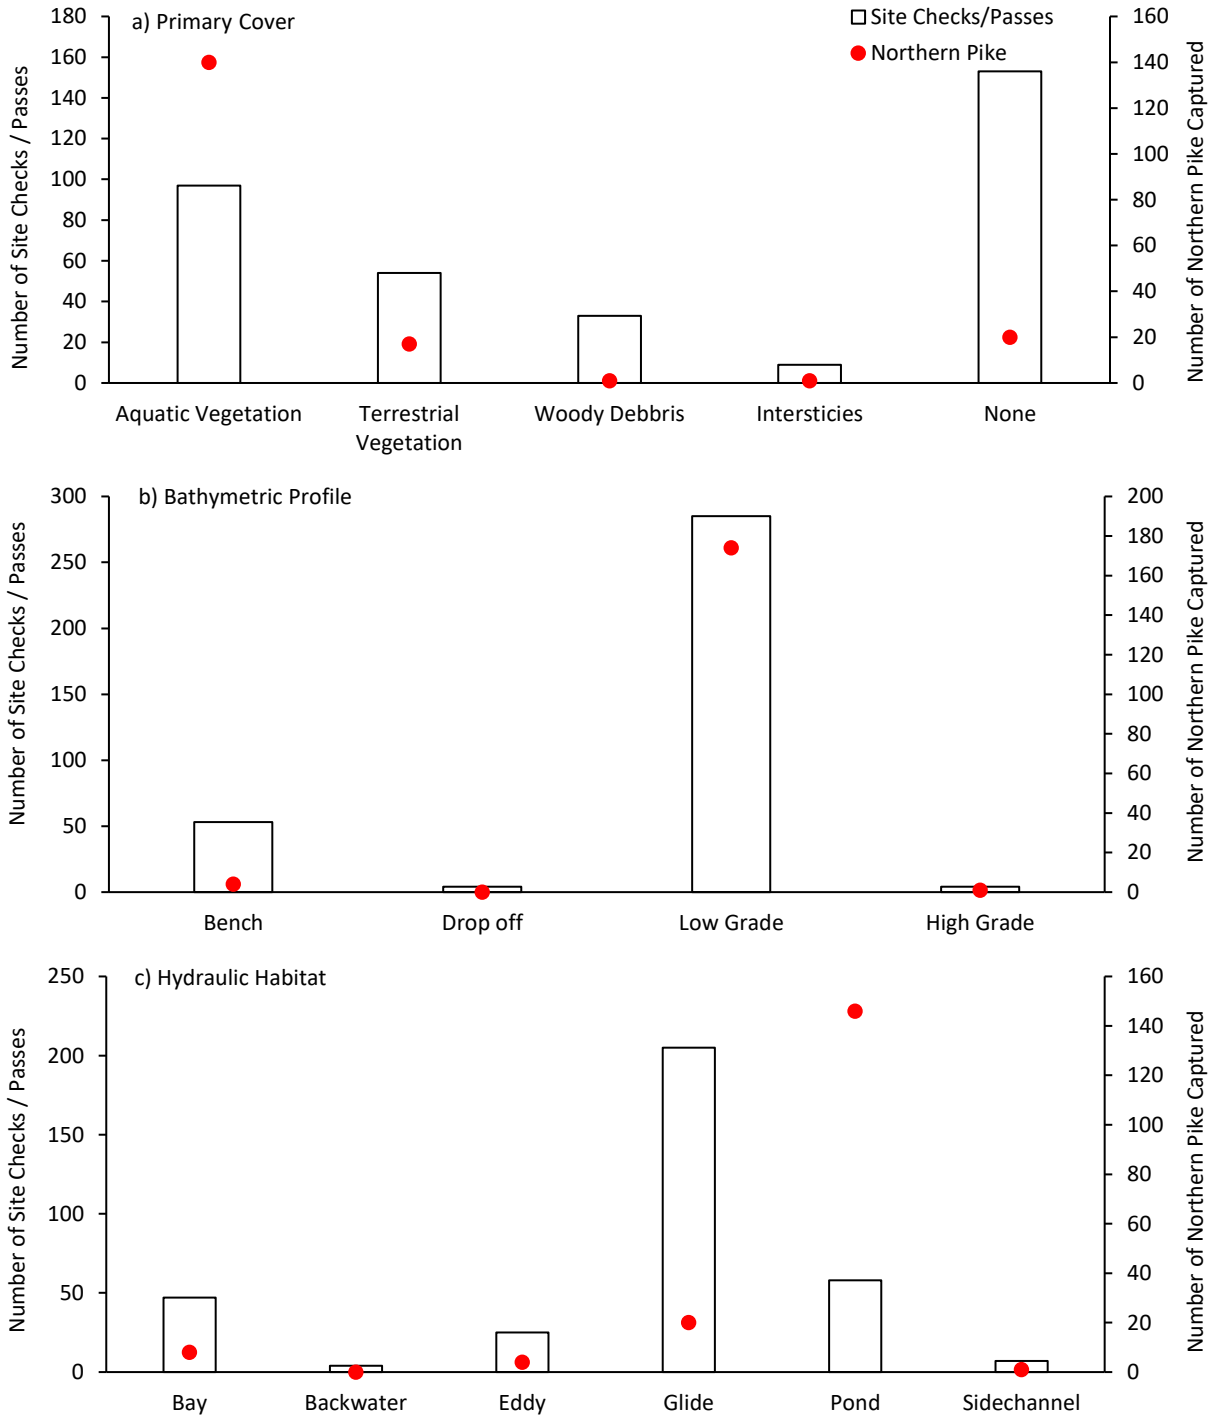 a) Primary Cover
Site Checks/Passes
Northern Pike
Number of Site Checks / Passes
180
160
140
120
100
80
60
40
20
0
160
140
120
100
80
60
40
20
0
Number of Northern Pike Captured
Aquatic Vegetation
Terrestrial
Vegetation
Woody Debbris
Intersticies
None
b) Bathymetric Profile
Number of Site Checks / Passes
300
250
200
150
100
50
0
200
180
160
140
120
100
80
60
40
20
0
Number of Northern Pike Captured
Bench
Drop off
Low Grade
High Grade
c) Hydraulic Habitat
Number of Site Checks / Passes
250
200
150
100
50
0
160
140
120
100
80
60
40
20
0
Number of Northern Pike Captured
Bay
Backwater
Eddy
Glide
Pond
Sidechannel